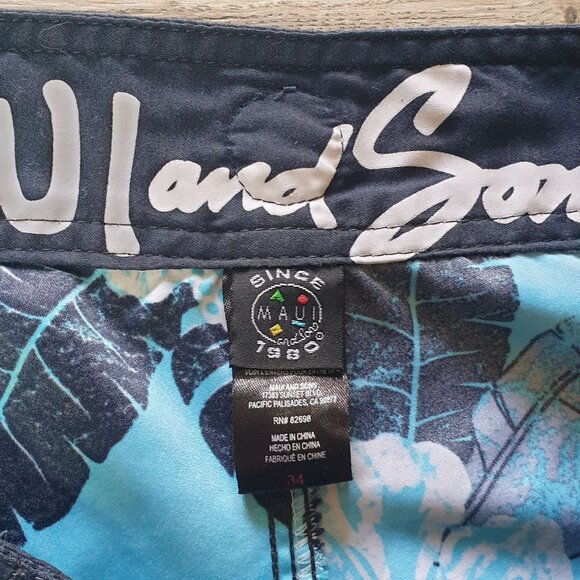 UI and Sons
SINCE
MAUI
and Sons
1980
MAUI AND SONS
17383 SUNSET BLVD.
PACIFIC PALISADES, CA 90272
RN# 82698
MADE IN CHINA
HECHO EN CHINA
FABRIQUÉ EN CHINE
34